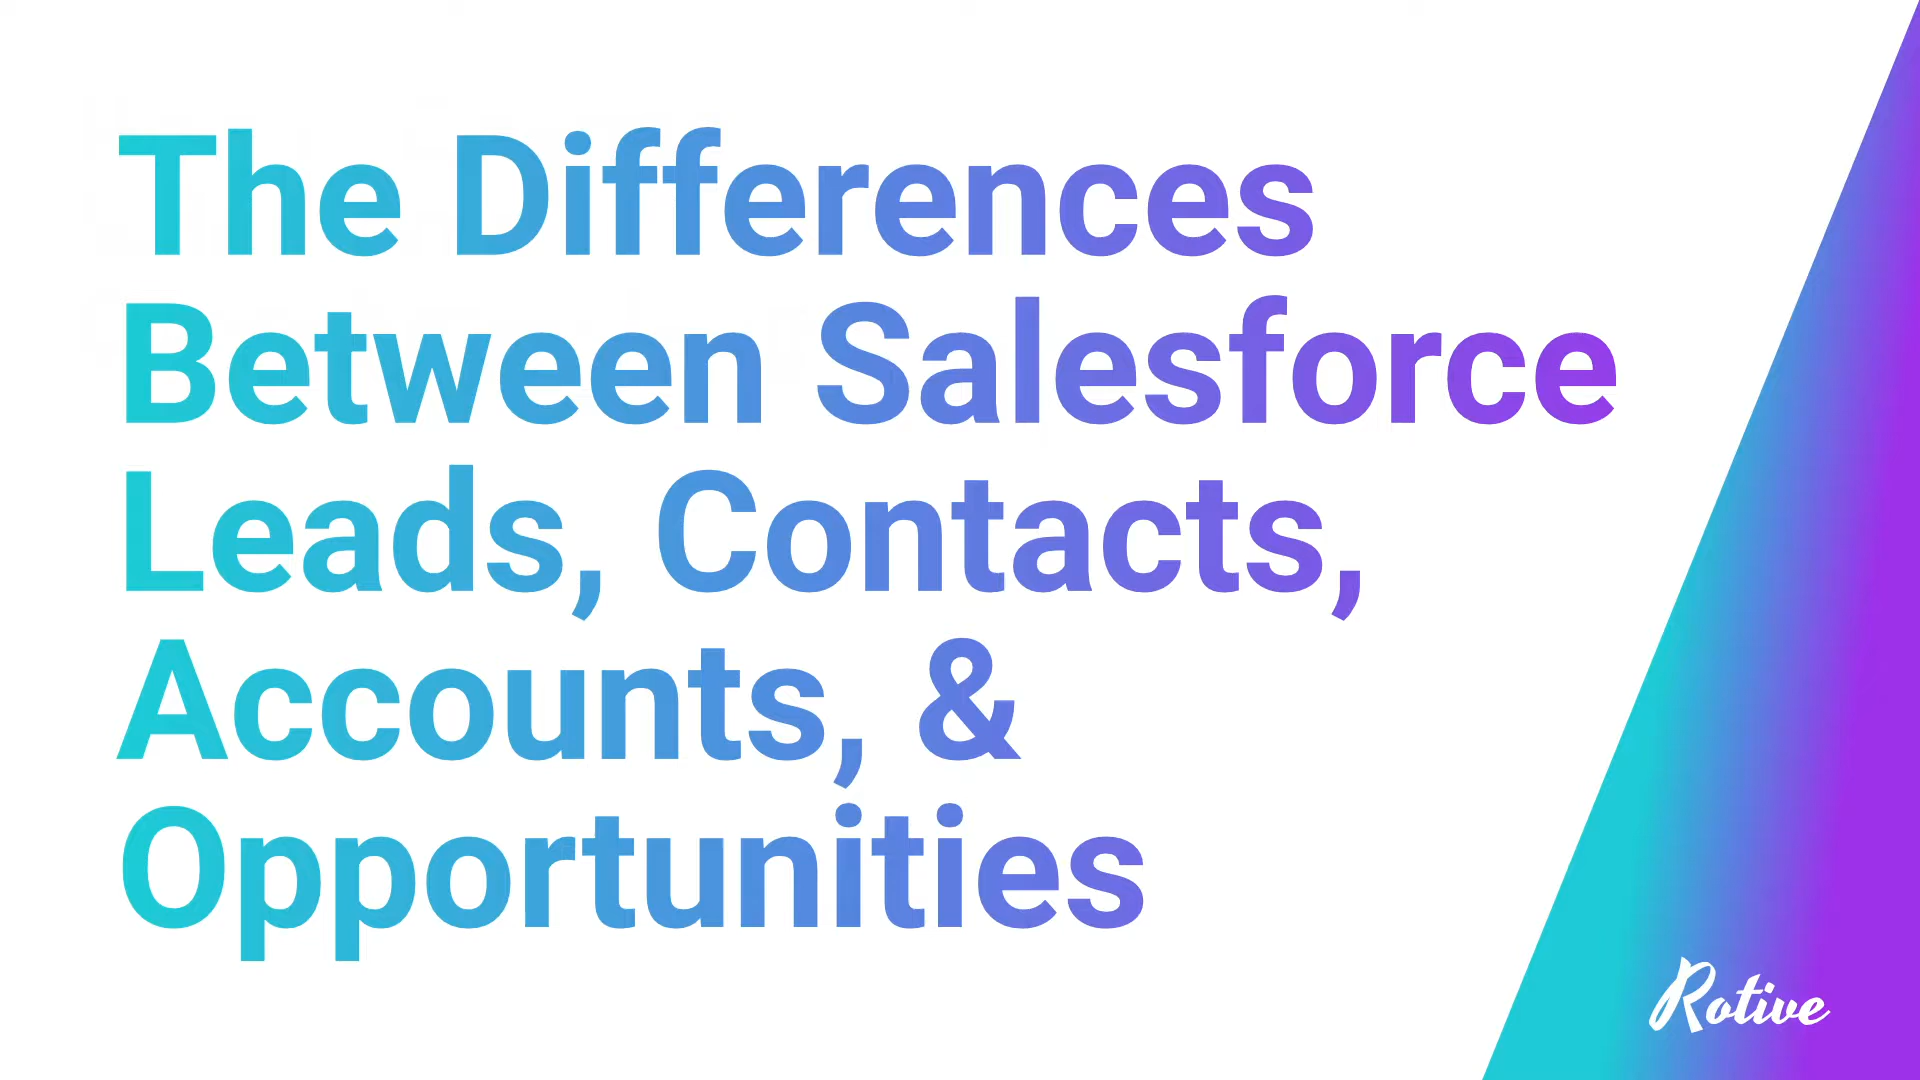 The Differences
Between Salesforce
Leads, Contacts,
Accounts, &
Opportunities
Rotive